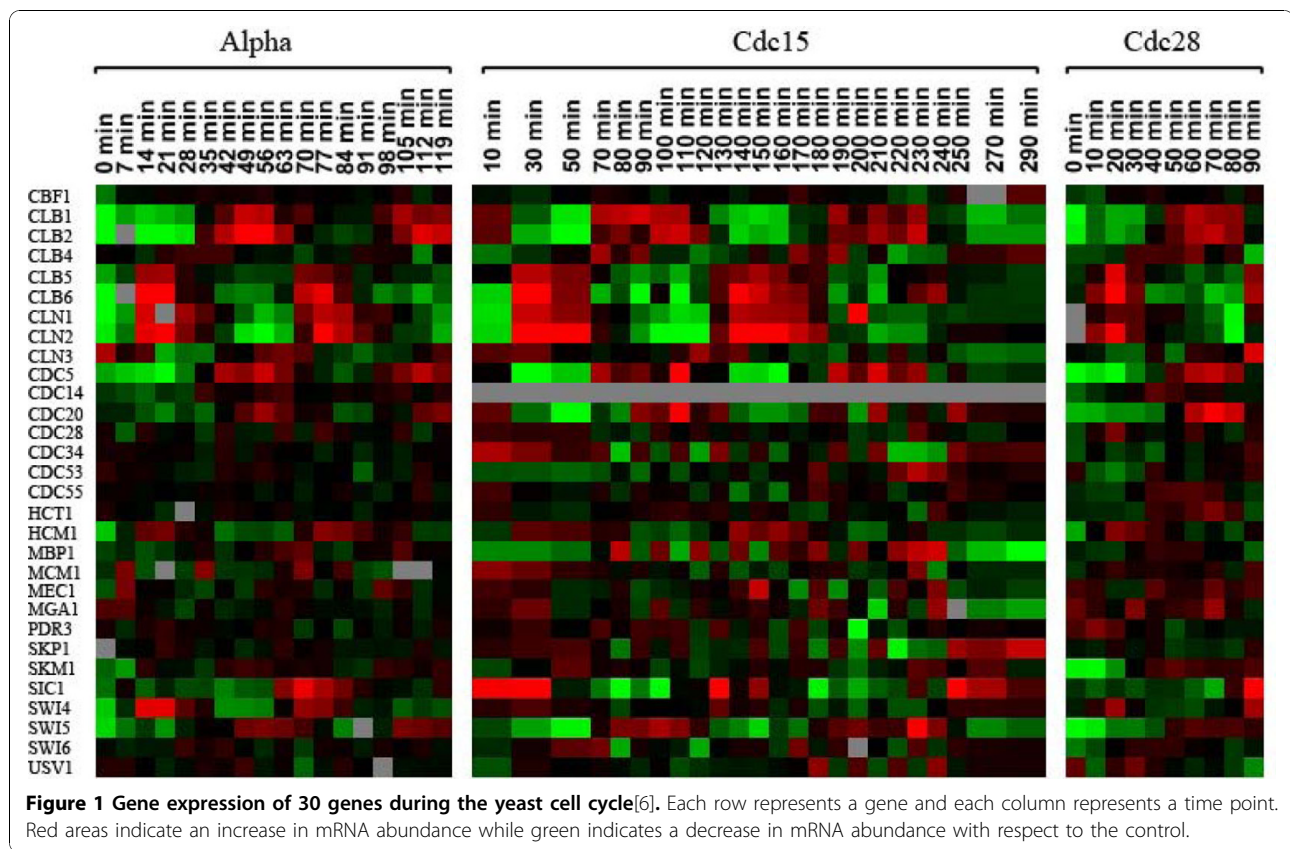 Alpha
Cdc15
Cdc28
0 min
7 min
14 min
21 min
28 min
35 min
42 min
49 min
56 min
63 min
70 min
77 min
84 min
91 min
98 min
105 min
112 min
119 min
10 min
30 min
50 min
70 min
80 min
90 min
100 min
110 min
120 min
130 min
140 min
150 min
160 min
170 min
180 min
190 min
200 min
210 min
220 min
230 min
240 min
250 min
270 min
290 min
0 min
10 min
20 min
30 min
40 min
50 min
60 min
70 min
80 min
90 min
CBF1
CLB1
CLB2
CLB4
CLB5
CLB6
CLN1
CLN2
CLN3
CDC5
CDC14
CDC20
CDC28
CDC34
CDC53
CDC55
HCT1
HCM1
MBP1
MCM1
MEC1
MGA1
PDR3
SKP1
SKM1
SIC1
SWI4
SWI5
SWI6
USV1
Figure 1 Gene expression of 30 genes during the yeast cell cycle[6]. Each row represents a gene and each column represents a time point.
Red areas indicate an increase in mRNA abundance while green indicates a decrease in mRNA abundance with respect to the control.